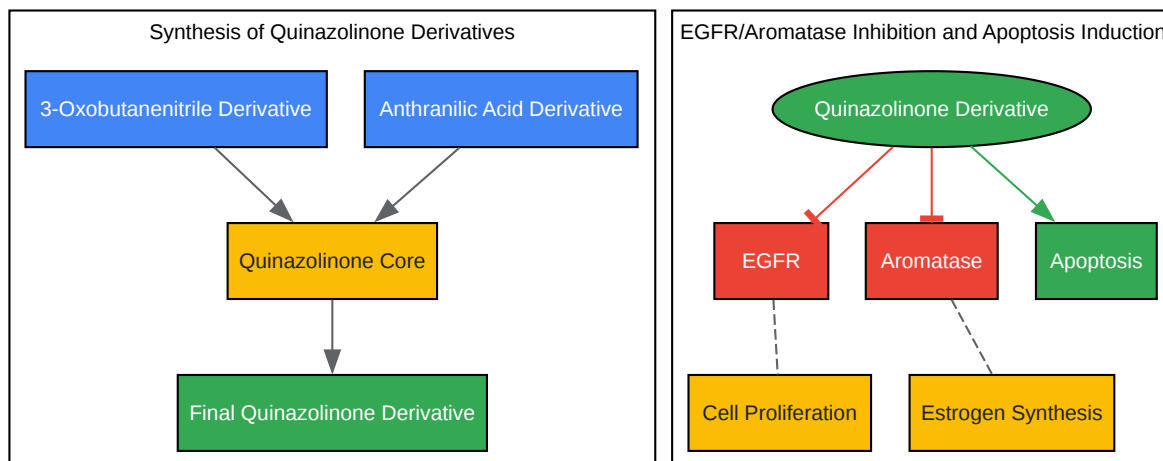 Synthesis of Quinazolinone Derivatives
3-Oxobutanenitrile Derivative
Anthranilic Acid Derivative
Quinazolinone Core
Final Quinazolinone Derivative
EGFR/Aromatase Inhibition and Apoptosis Induction
Quinazolinone Derivative
EGFR
Aromatase
Apoptosis
Cell Proliferation
Estrogen Synthesis